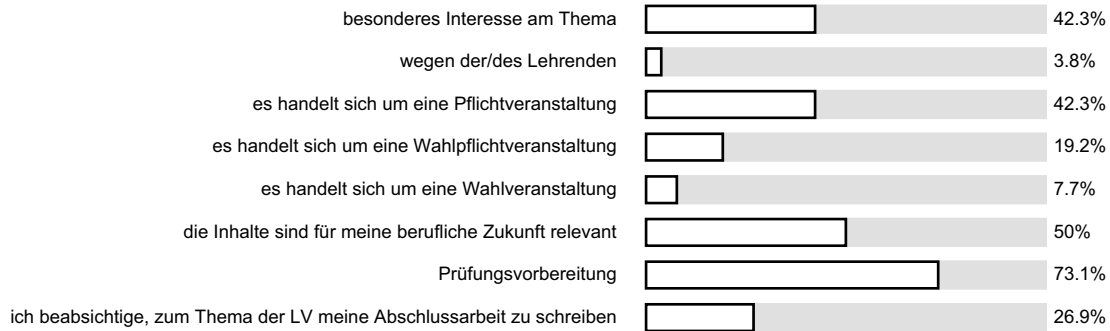 besonderes Interesse am Thema 42.3%
wegen der/des Lehrenden 3.8%
es handelt sich um eine Pflichtveranstaltung 42.3%
es handelt sich um eine Wahlpflichtveranstaltung 19.2%
es handelt sich um eine Wahlveranstaltung 7.7%
die Inhalte sind für meine berufliche Zukunft relevant 50%
Prüfungsvorbereitung 73.1%
ich beabsichtige, zum Thema der LV meine Abschlussarbeit zu schreiben 26.9%